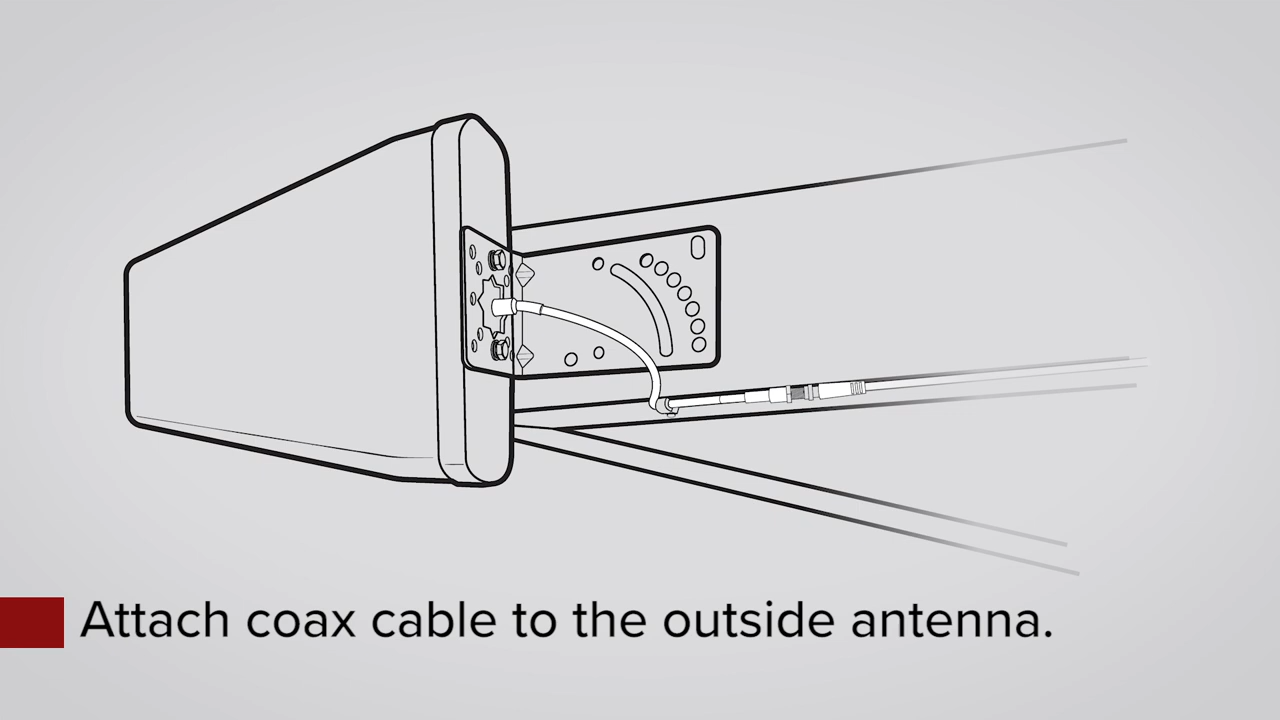 Attach coax cable to the outside antenna.